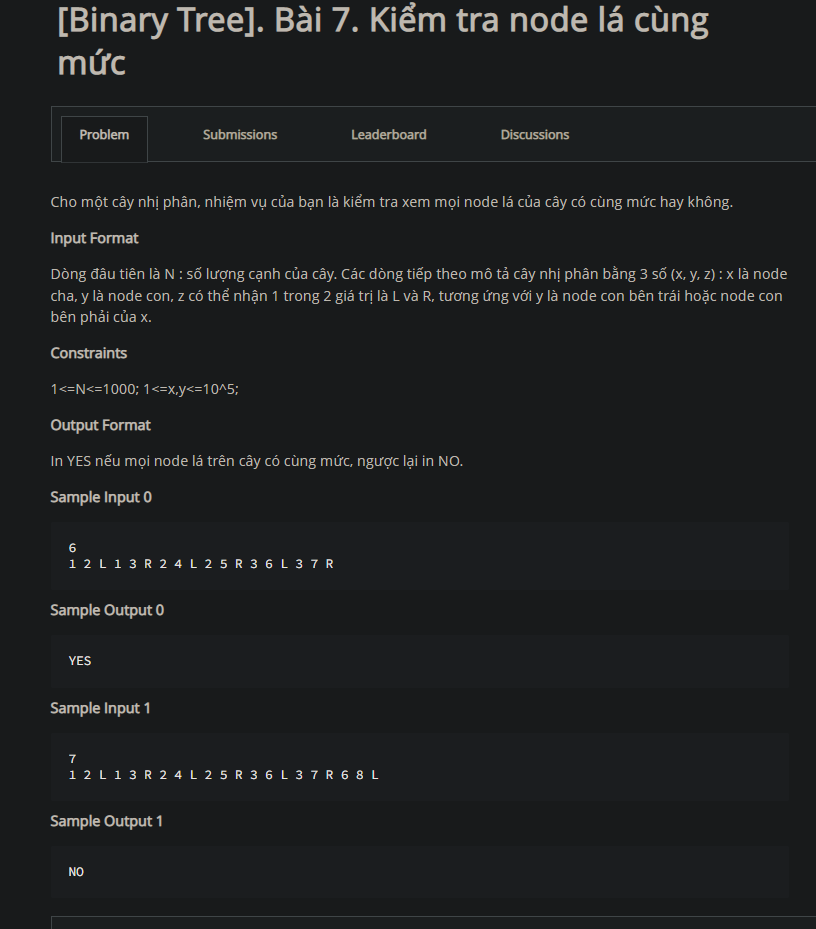 [Binary Tree]. Bài 7. Kiểm tra node lá cùng
mức
Problem
Submissions
Leaderboard
Discussions
Cho một cây nhị phân, nhiệm vụ của bạn là kiểm tra xem mọi node lá của cây có cùng mức hay không.
Input Format
Dòng đâu tiên là N : số lượng cạnh của cây. Các dòng tiếp theo mô tả cây nhị phân bằng 3 số (x, y, z) : x là node
cha, y là node con, z có thể nhận 1 trong 2 giá trị là L và R, tương ứng với y là node con bên trái hoặc node con
bên phải của x.
Constraints
1<=N<=1000; 1<=x,y<=10^5;
Output Format
In YES nếu mọi node lá trên cây có cùng mức, ngược lại in NO.
Sample Input 0
6
1 2 L 1 3 R 2 4 L 2 5 R 3 6 L 3 7 R
Sample Output 0
YES
Sample Input 1
7
1 2 L 1 3 R 2 4 L 2 5 R 3 6 L 3 7 R 6 8 L
Sample Output 1
NO